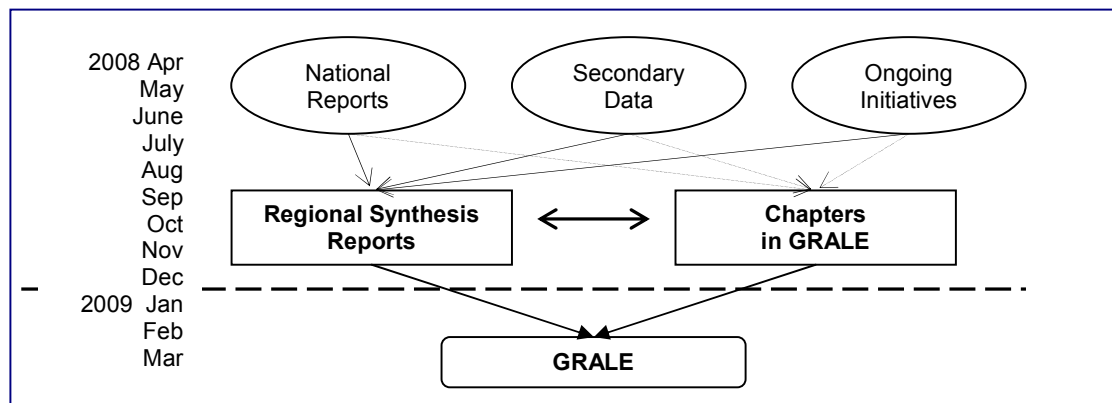 2008 Apr
May
June
July
Aug
Sep
Oct
Nov
Dec
2009 Jan
Feb
Mar
National
Reports
Secondary
Data
Ongoing
Initiatives
Regional Synthesis
Reports
Chapters
in GRALE
GRALE